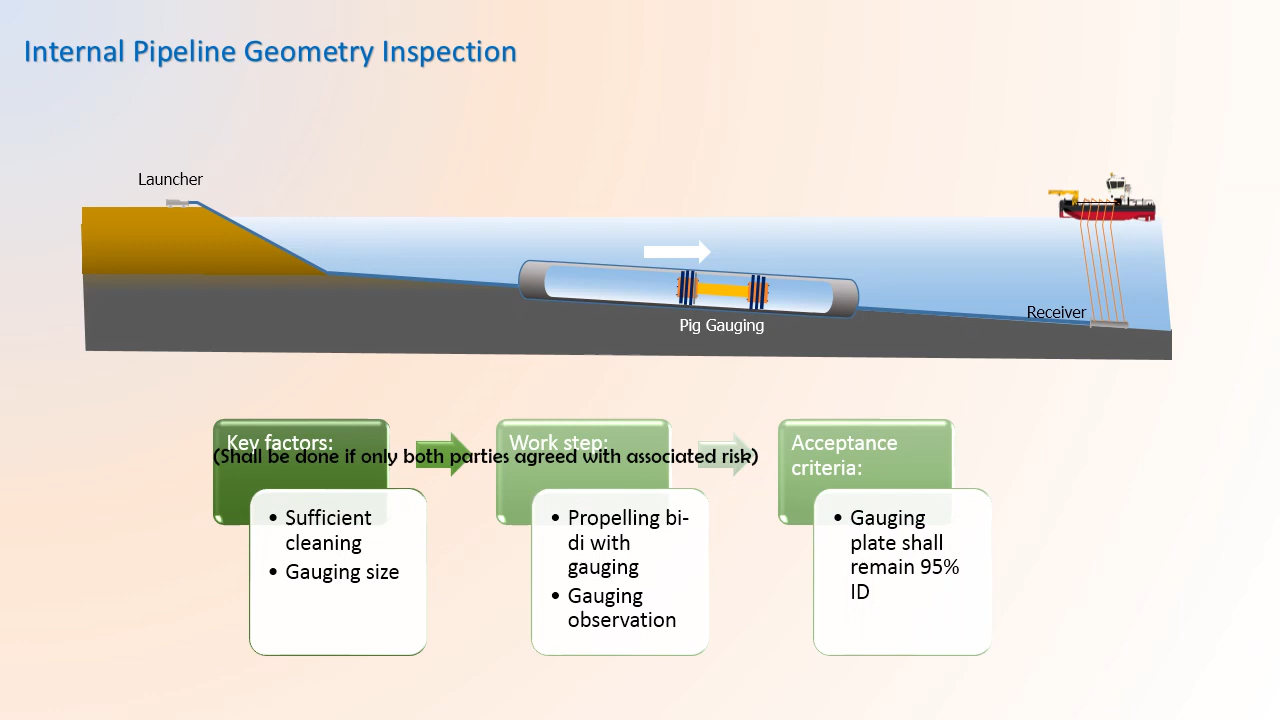 Internal Pipeline Geometry Inspection
Launcher
Receiver
Pig Gauging
Key factors:
(Shall be done if only both parties agreed with associated risk)
• Sufficient
cleaning
• Gauging size
Work step:
• Propelling bi-
di with
gauging
• Gauging
observation
Acceptance
criteria:
• Gauging
plate shall
remain 95%
ID